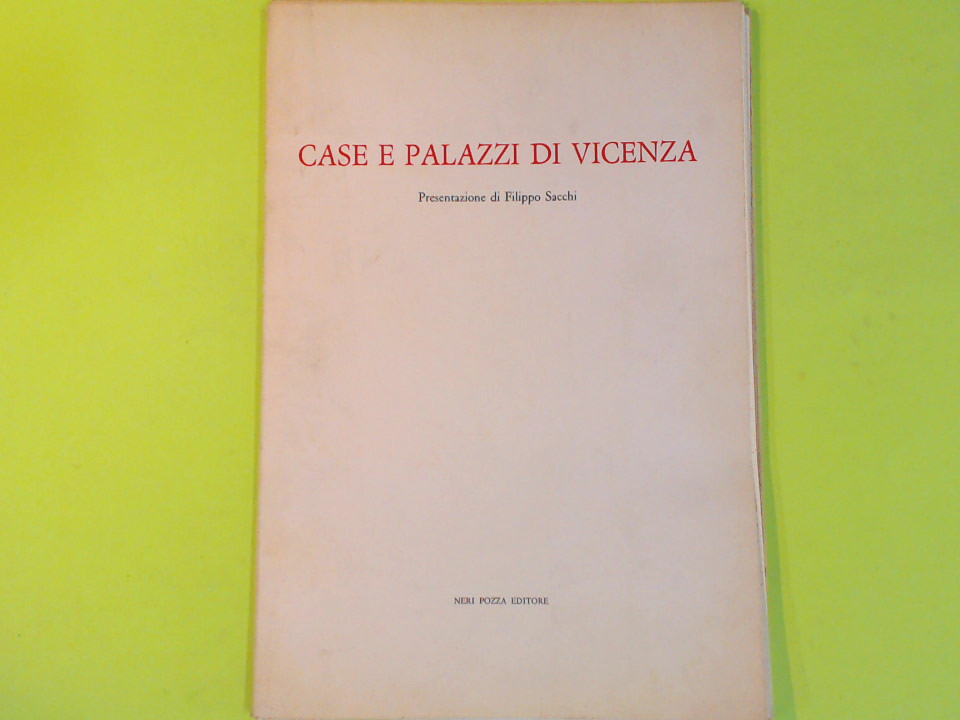 CASE E PALAZZI DI VICENZA
Presentazione di Filippo Sacchi
NERI POZZA EDITORE